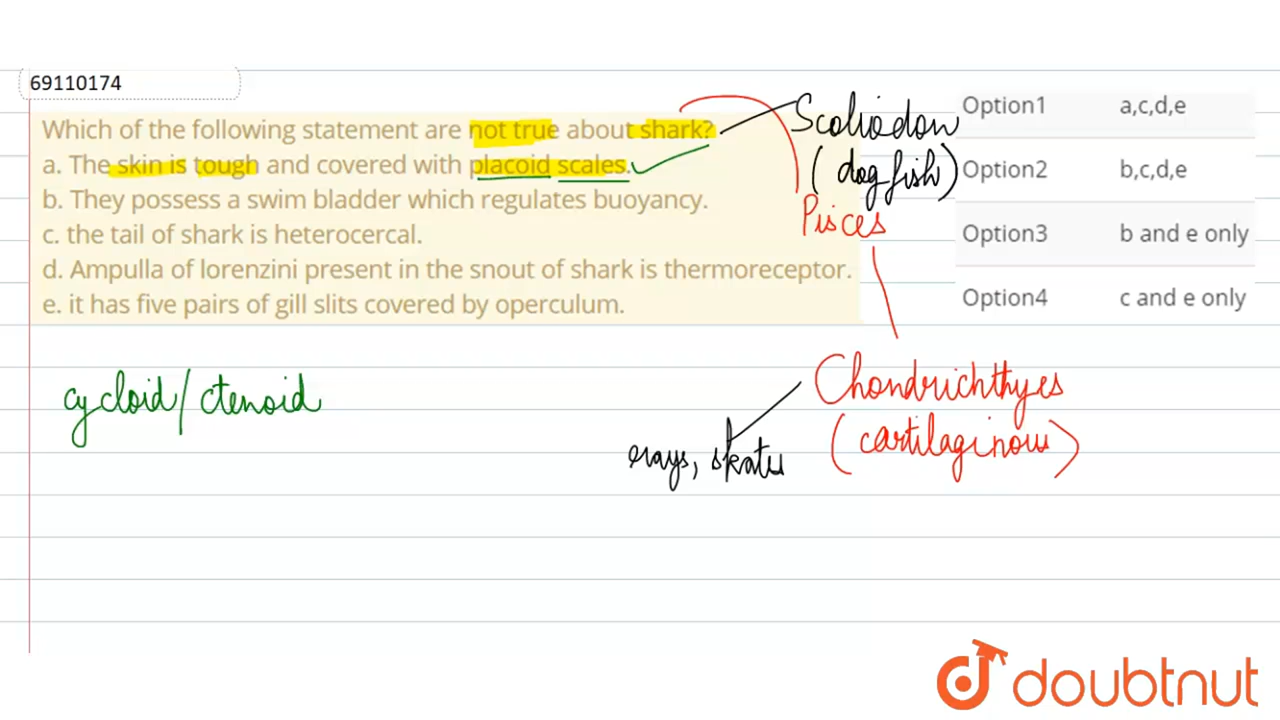 69110174
Which of the following statement are not true about shark?
a. The skin is tough and covered with placoid scales.
b. They possess a swim bladder which regulates buoyancy.
c. the tail of shark is heterocercal.
d. Ampulla of lorenzini present in the snout of shark is thermoreceptor.
e. it has five pairs of gill slits covered by operculum.
Scoliodon
(dogfish)
Pisces
Option1 a,c,d,e
Option2 b,c,d,e
Option3 b and e only
Option4 c and e only
cycloid/ctenoid
Chondrichthyes
(cartilaginous)
rays, skates
doubtnut